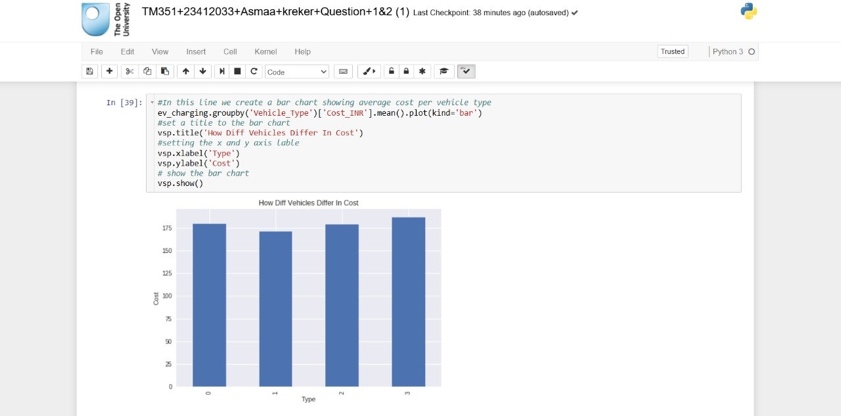 The Open
University
TM351+23412033+Asmaa+kreker+Question+1&2 (1) Last Checkpoint: 38 minutes ago (autosaved)
File Edit View Insert Cell Kernel Help
Trusted
Python 3
Code
In [39]:
#In this line we create a bar chart showing average cost per vehicle type
ev_charging.groupby('Vehicle_Type')['Cost_INR'].mean().plot(kind='bar')
#set a title to the bar chart
vsp.title('How Diff Vehicles Differ In Cost')
#setting the x and y axis lable
vsp.xlabel('Type')
vsp.ylabel('Cost')
# show the bar chart
vsp.show()
How Diff Vehicles Differ In Cost
175
150
125
100
75
50
25
0
Cost
0 1 2 3
Type